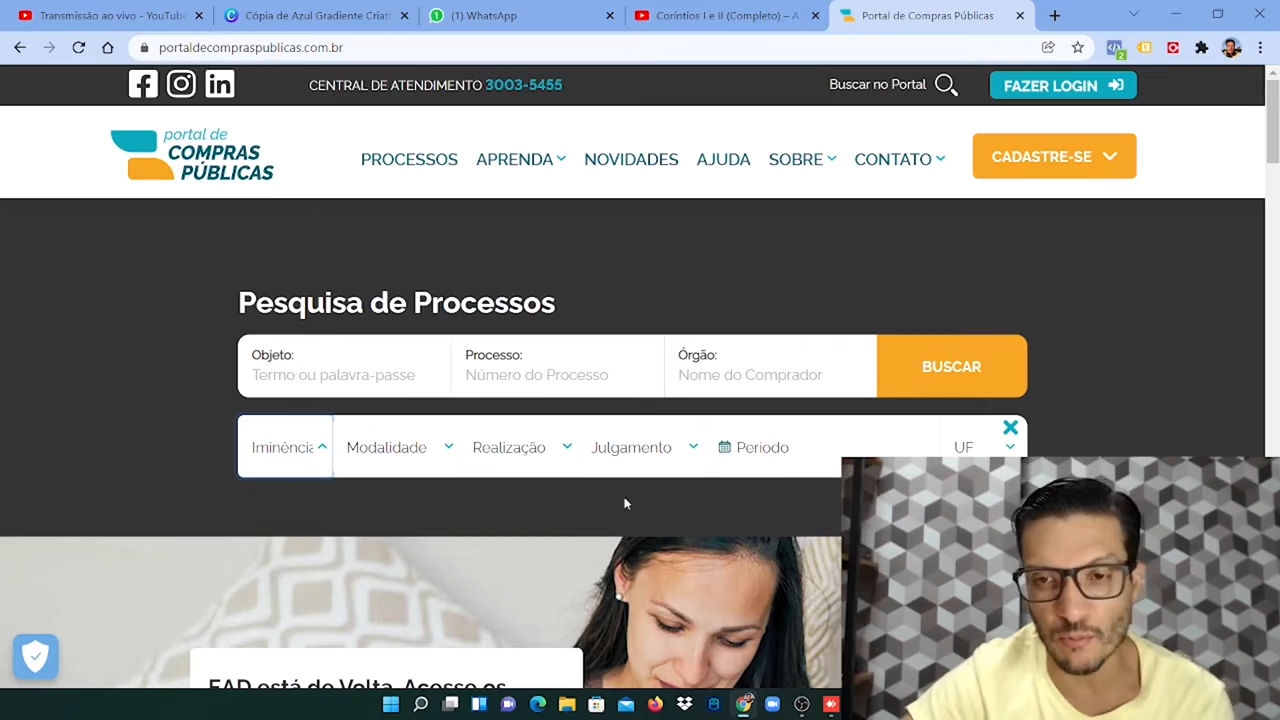 Transmissão ao vivo - YouTube
Cópia de Azul Gradiente Criati
(1) WhatsApp
Coríntios I e II (Completo) – A
Portal de Compras Públicas
portaldecompraspublicas.com.br
2
CENTRAL DE ATENDIMENTO 3003-5455
Buscar no Portal
FAZER LOGIN
portal de
COMPRAS
PÚBLICAS
PROCESSOS
APRENDA
NOVIDADES
AJUDA
SOBRE
CONTATO
CADASTRE-SE
Pesquisa de Processos
Objeto:
Termo ou palavra-passe
Processo:
Número do Processo
Órgão:
Nome do Comprador
BUSCAR
Iminência
Modalidade
Realização
Julgamento
Periodo
UF
EAD está de Volta. Acesse os